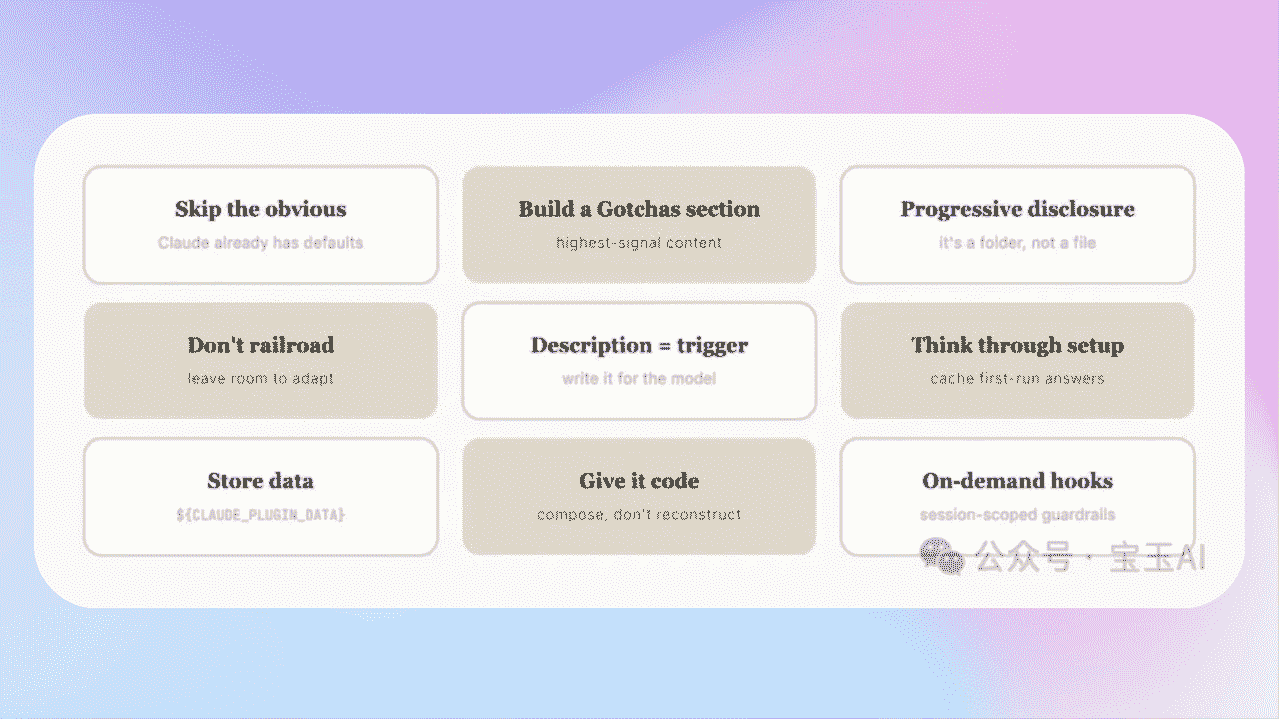 Skip the obvious
Claude already has defaults
Build a Gotchas section
highest-signal content
Progressive disclosure
it's a folder, not a file
Don't railroad
leave room to adapt
Description = trigger
write it for the model
Think through setup
cache first-run answers
Store data
${CLAUDE_PLUGIN_DATA}
Give it code
compose, don't reconstruct
On-demand hooks
session-scoped guardrails
公众号 · 宝玉AI